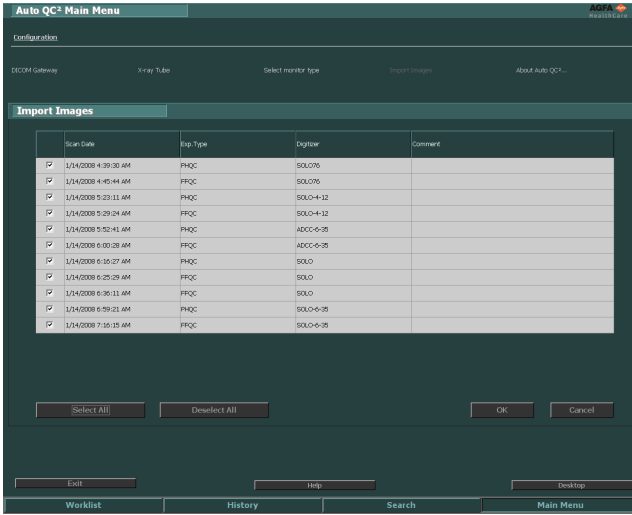 Auto QC² Main Menu
AGFA
HealthCare
Configuration
DICOM Gateway X-ray Tube Select monitor type Import Images About Auto QC²...
Import Images
Scan Date Exp.Type Digitizer Comment
1/14/2008 4:39:30 AM PHQC SOLO76
1/14/2008 4:45:44 AM FFQC SOLO76
1/14/2008 5:23:11 AM PHQC SOLO-4-12
1/14/2008 5:29:24 AM FFQC SOLO-4-12
1/14/2008 5:52:41 AM PHQC ADCC-6-35
1/14/2008 6:00:28 AM FFQC ADCC-6-35
1/14/2008 6:16:27 AM PHQC SOLO
1/14/2008 6:25:29 AM FFQC SOLO
1/14/2008 6:36:11 AM FFQC SOLO
1/14/2008 6:59:21 AM PHQC SOLO-6-35
1/14/2008 7:16:15 AM FFQC SOLO-6-35
Select All Deselect All OK Cancel
Exit Help Desktop
Worklist History Search Main Menu